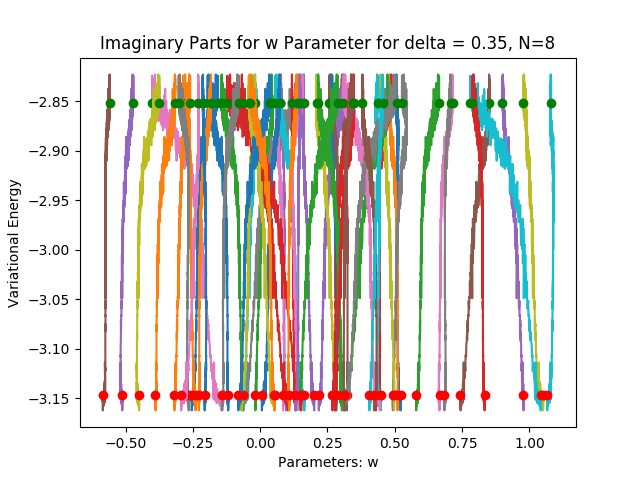 Imaginary Parts for w Parameter for delta = 0.35, N=8
Variational Energy
−2.85
−2.90
−2.95
−3.00
−3.05
−3.10
−3.15
−0.50 −0.25 0.00 0.25 0.50 0.75 1.00
Parameters: w